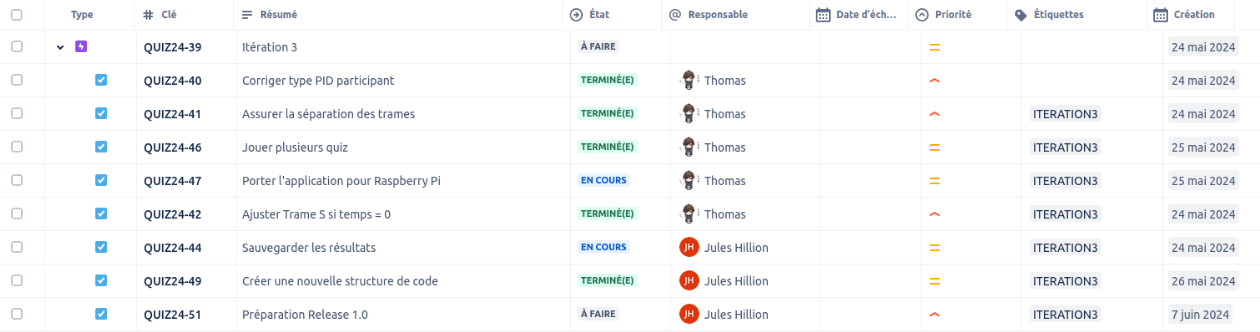 Type Clé Résumé État Responsable Date d'éch... Priorité Étiquettes Création
QUIZ24-39 Itération 3 À FAIRE 24 mai 2024
QUIZ24-40 Corriger type PID participant TERMINÉ(E) Thomas 24 mai 2024
QUIZ24-41 Assurer la séparation des trames TERMINÉ(E) Thomas ITERATION3 24 mai 2024
QUIZ24-46 Jouer plusieurs quiz TERMINÉ(E) Thomas ITERATION3 25 mai 2024
QUIZ24-47 Porter l'application pour Raspberry Pi EN COURS Thomas ITERATION3 25 mai 2024
QUIZ24-42 Ajuster Trame S si temps = 0 TERMINÉ(E) Thomas ITERATION3 24 mai 2024
QUIZ24-44 Sauvegarder les résultats EN COURS JH Jules Hillion ITERATION3 24 mai 2024
QUIZ24-49 Créer une nouvelle structure de code TERMINÉ(E) JH Jules Hillion ITERATION3 26 mai 2024
QUIZ24-51 Préparation Release 1.0 À FAIRE JH Jules Hillion ITERATION3 7 juin 2024